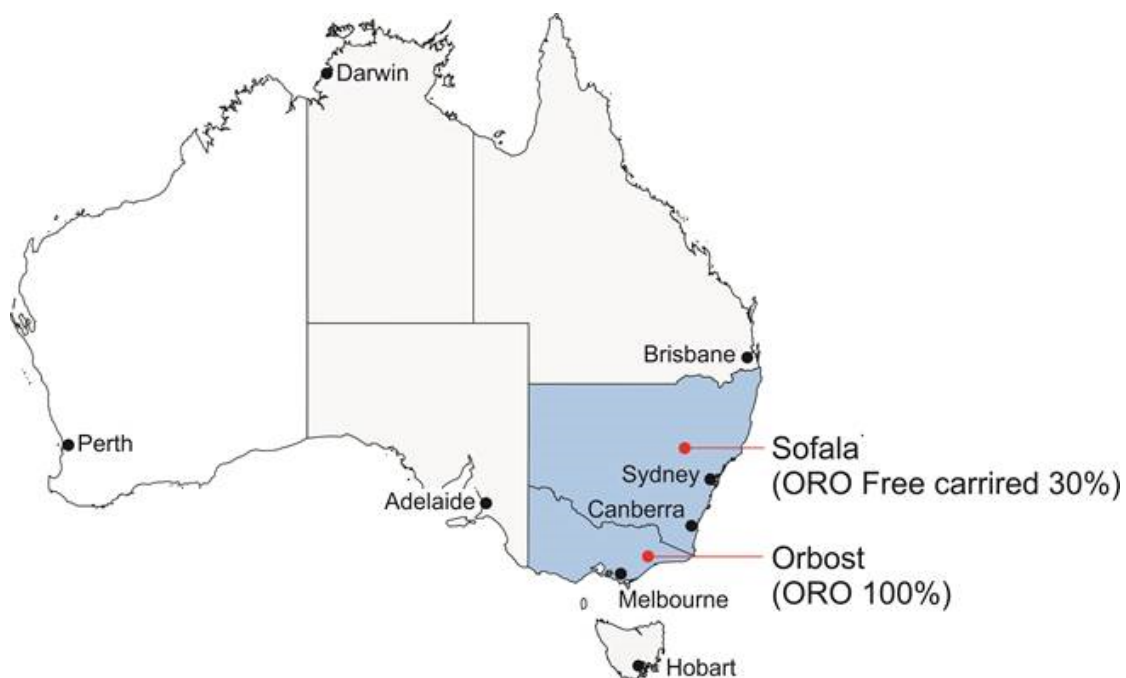 Darwin
Brisbane
Perth
Sofala
(ORO Free carrired 30%)
Sydney
Adelaide
Canberra
Orbost
(ORO 100%)
Melbourne
Hobart